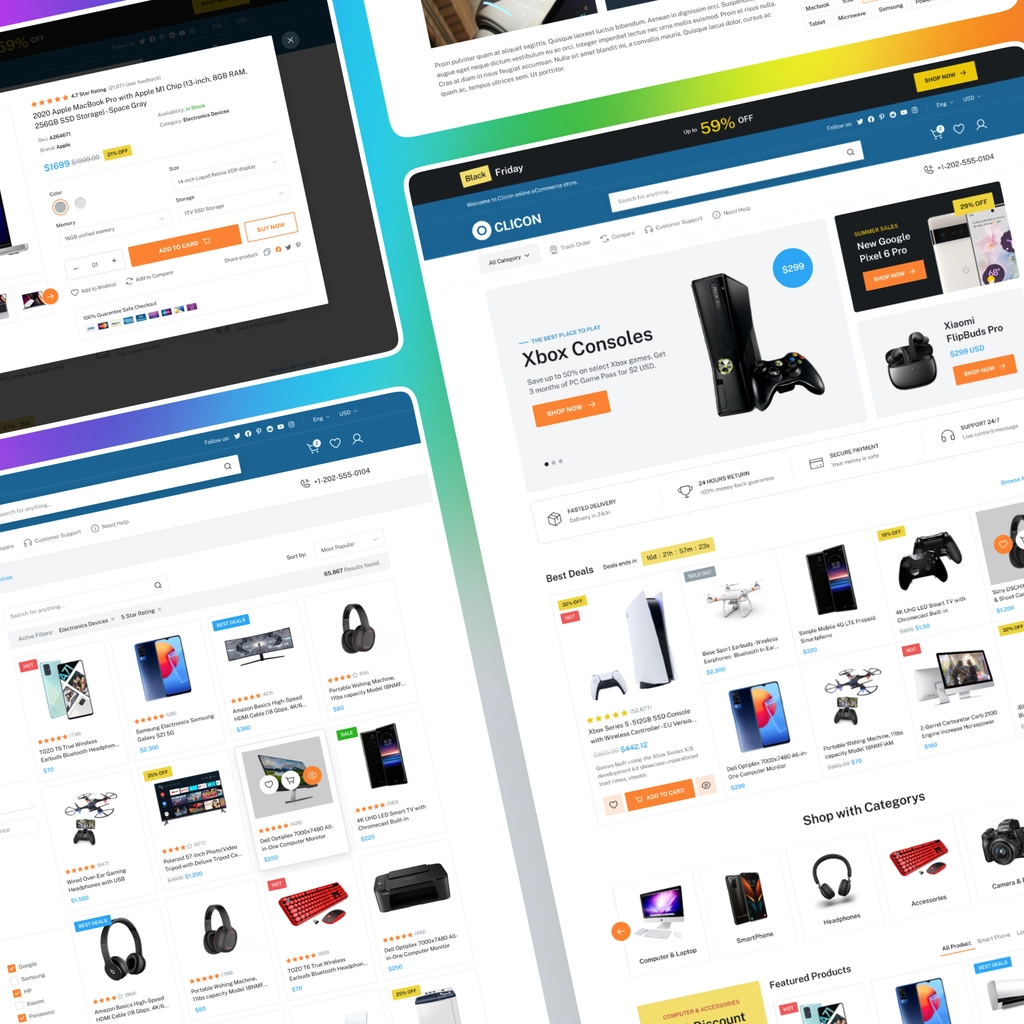 59% OFF
Follow us:
Eng
USD
4.7 Star Rating (21,671 User feedback)
2020 Apple MacBook Pro with Apple M1 Chip (13-inch, 8GB RAM,
256GB SSD Storage) - Space Gray
Sku: A264671
Availability: In Stock
Brand: Apple
Category: Electronics Devices
$1699 $1999.00 21% OFF
Color
Size
14-inch Liquid Retina XDR display
Memory
Storage
16GB unified memory
1TV SSD Storage
01
ADD TO CARD
BUY NOW
Add to Wishlist
Add to Compare
Share product:
100% Guarantee Safe Checkout
Proin pulvinar quam at aliquet sagittis. Quisque laoreet luctus bibendum. Aenean in dignissim orci. Suspendisse
augue eget neque dictum vestibulum eu ac orci. Integer imperdiet lectus nec urna mollis euismod. Proin et risus nulla.
Cras at diam in risus feugiat accumsan. Nulla sit amet blandit mi, a convallis mauris. Quisque lacus dolor, cursus ac
quam ac, tempus ultrices sem. Ut porttitor.
Macbook
Tablet
Microwave
Samsung
Black Friday
Up to 59% OFF
SHOP NOW
Welcome to Clicon online eCommerce store.
Follow us:
Eng
USD
CLICON
Search for anything...
2
All Category
Track Order
Compare
Customer Support
Need Help
+1-202-555-0104
THE BEST PLACE TO PLAY
Xbox Consoles
Save up to 50% on select Xbox games. Get
3 months of PC Game Pass for $2 USD.
SHOP NOW
$299
SUMMER SALES
New Google
Pixel 6 Pro
SHOP NOW
29% OFF
Xiaomi
FlipBuds Pro
$299 USD
SHOP NOW
FASTED DELIVERY
Delivery in 24/H
24 HOURS RETURN
100% money-back guarantee
SECURE PAYMENT
Your money is safe
SUPPORT 24/7
Live contact/message
Best Deals
Deals ends in
16d : 21h : 57m : 23s
Browse A
32% OFF
HOT
(52,677)
Xbox Series S - 512GB SSD Console
with Wireless Controller - EU Versio...
$865.99 $442.12
Games built using the Xbox Series X|S
development kit showcase unparalleled
load times, visuals.
ADD TO CARD
SOLD OUT
Bose Sport Earbuds - Wireless
Earphones - Bluetooth In Ear...
$2,300
Simple Mobile 4G LTE Prepaid
Smartphone
$220
19% OFF
4K UHD LED Smart TV with
Chromecast Built-in
$865 $1,50
Sony DSCHX
& Shoot Ca
$1,200
Dell Optiplex 7000x7480 All-in-
One Computer Monitor
$299
Portable Wshing Machine, 11lbs
capacity Model 18NMFIAM
$865.99 $70
HOT
2-Barrel Carburetor Carb 2100
Engine Increase Horsepower
$160
32% OFF
Shop with Categorys
Computer & Laptop
SmartPhone
Headphones
Accessories
Camera &
COMPUTER & ACCESSORIES
Discount
Featured Products
All Product
Smart Phone
HOT
BEST DEALS
Follow us:
Eng
USD
Search for anything...
2
+1-202-555-0104
mpare
Customer Support
Need Help
vices
Search for anything...
Sort by:
Most Popular
Active Filters:
Electronics Devices
5 Star Rating
65,867 Results found.
HOT
(738)
TOZO T6 True Wireless
Earbuds Bluetooth Headphon...
$70
(536)
Samsung Electronics Samsung
Galaxy S21 5G
$2,300
BEST DEALS
(423)
Amazon Basics High-Speed
HDMI Cable (18 Gbps, 4K/6...
$360
(816)
Portable Wshing Machine,
11lbs capacity Model 18NMF...
$80
(647)
Wired Over-Ear Gaming
Headphones with USB
$1,500
25% OFF
(877)
Polaroid 57-Inch Photo/Video
Tripod with Deluxe Tripod Ca...
$1600 $1,200
(426)
Dell Optiplex 7000x7480 All-
in-One Computer Monitor
$250
SALE
(583)
4K UHD LED Smart TV with
Chromecast Built-in
$220
BEST DEALS
(994)
Amazon Basics High-Speed
HDMI Cable (18 Gbps, 4K/6...
(798)
Portable Wshing Machine,
11lbs capacity Model 18NMF...
$80
HOT
(600)
TOZO T6 True Wireless
Earbuds Bluetooth Headphon...
$70
(492)
Dell Optiplex 7000x7480 All-
in-One Computer Monitor
$250
25% OFF
Google
Samsung
HP
Xiaomi
Panasonic